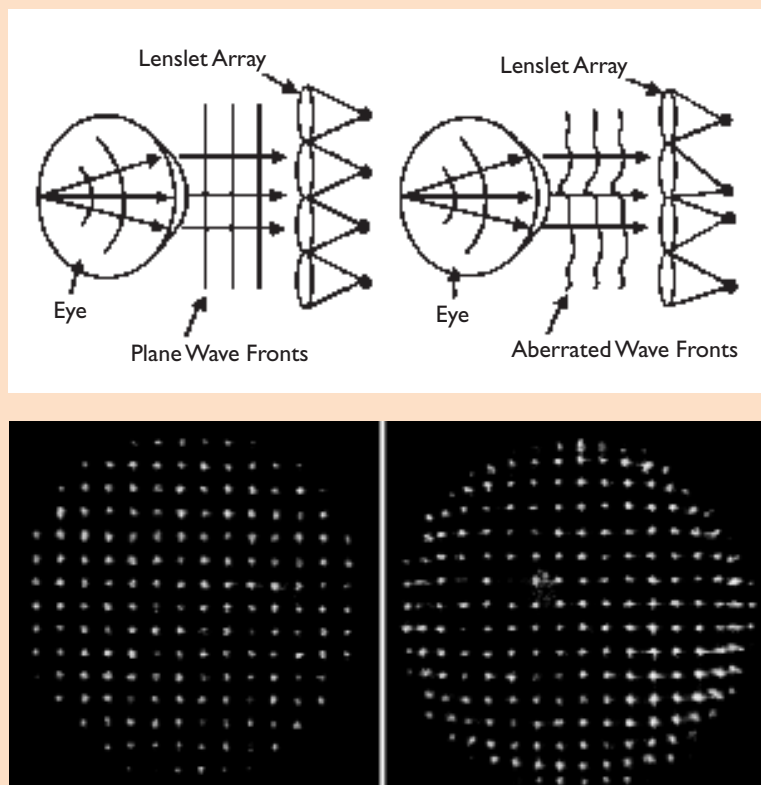 Lenslet Array
Eye
Plane Wave Fronts
Lenslet Array
Eye
Aberrated Wave Fronts